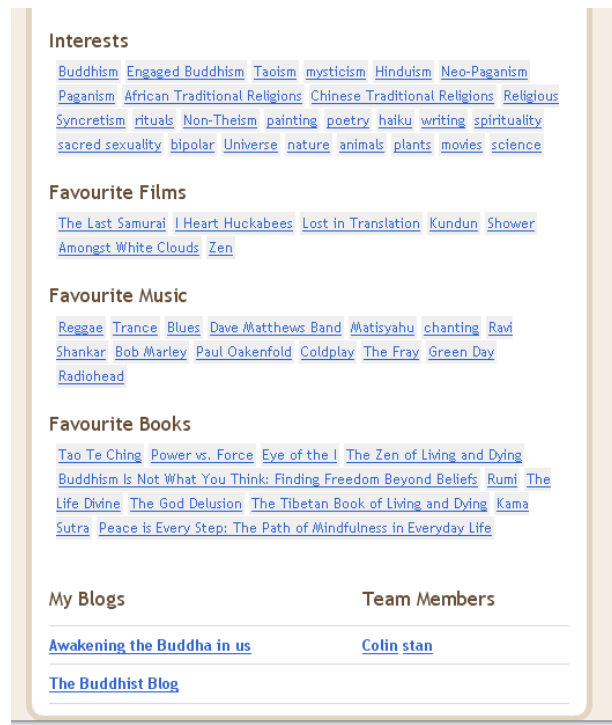 Interests
Buddhism Engaged Buddhism Taoism mysticism Hinduism Neo-Paganism
Paganism African Traditional Religions Chinese Traditional Religions Religious
Syncretism rituals Non-Theism painting poetry haiku writing spirituality
sacred sexuality bipolar Universe nature animals plants movies science
Favourite Films
The Last Samurai I Heart Huckabees Lost in Translation Kundun Shower
Amongst White Clouds Zen
Favourite Music
Reggae Trance Blues Dave Matthews Band Matisyahu chanting Ravi
Shankar Bob Marley Paul Oakenfold Coldplay The Fray Green Day
Radiohead
Favourite Books
Tao Te Ching Power vs. Force Eye of the I The Zen of Living and Dying
Buddhism Is Not What You Think: Finding Freedom Beyond Beliefs Rumi The
Life Divine The God Delusion The Tibetan Book of Living and Dying Kama
Sutra Peace is Every Step: The Path of Mindfulness in Everyday Life
My Blogs Team Members
Awakening the Buddha in us Colin stan
The Buddhist Blog